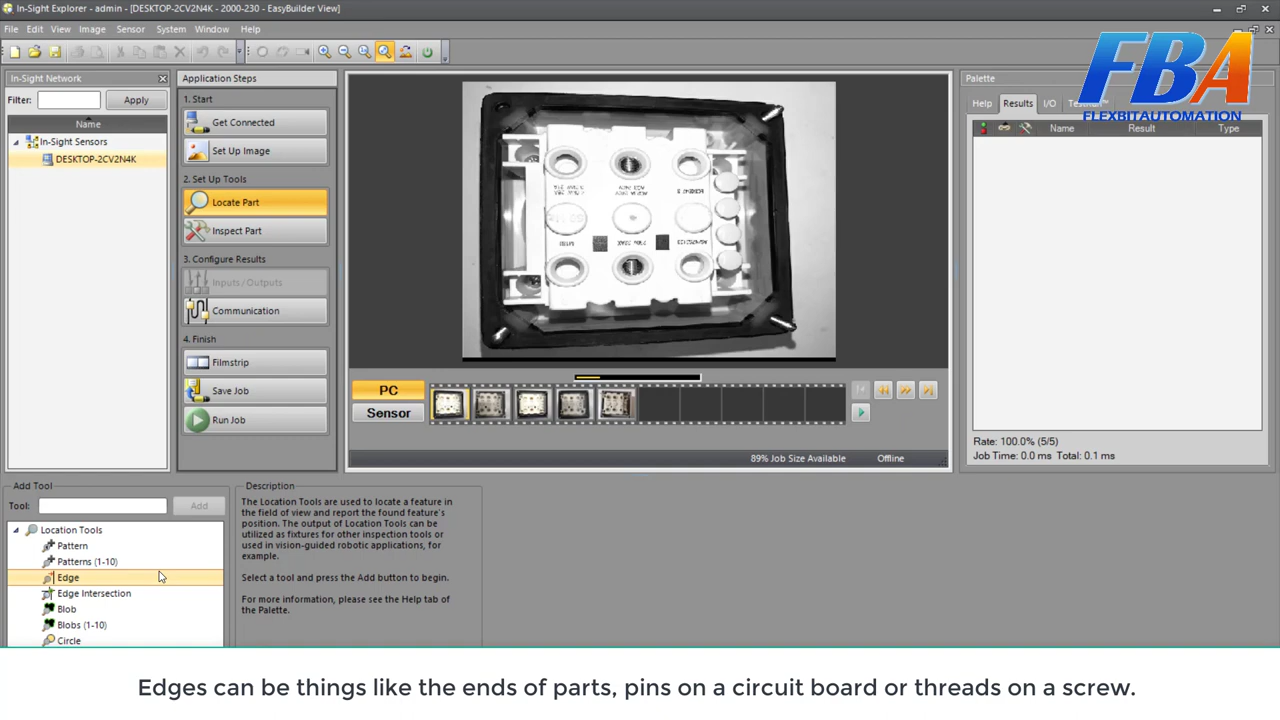 In-Sight Explorer - admin - [DESKTOP-2CV2N4K - 2000-230 - EasyBuilder View]
File Edit View Image Sensor System Window Help
In-Sight Network
Filter: Apply
Name
In-Sight Sensors
DESKTOP-2CV2N4K
Application Steps
1. Start
Get Connected
Set Up Image
2. Set Up Tools
Locate Part
Inspect Part
3. Configure Results
Inputs / Outputs
Communication
4. Finish
Filmstrip
Save Job
Run Job
PC
Sensor
89% Job Size Available Offline
Palette
Help Results I/O
Name Result Type
Rate: 100.0% (5/5)
Job Time: 0.0 ms Total: 0.1 ms
FBA
FLEXBITAUTOMATION
Add Tool
Tool: Add
Location Tools
Pattern
Patterns (1-10)
Edge
Edge Intersection
Blob
Blobs (1-10)
Circle
Description
The Location Tools are used to locate a feature in
the field of view and report the found feature's
position. The output of Location Tools can be
utilized as fixtures for other inspection tools or
used in vision-guided robotic applications, for
example.
Select a tool and press the Add button to begin.
For more information, please see the Help tab of
the Palette.
Edges can be things like the ends of parts, pins on a circuit board or threads on a screw.